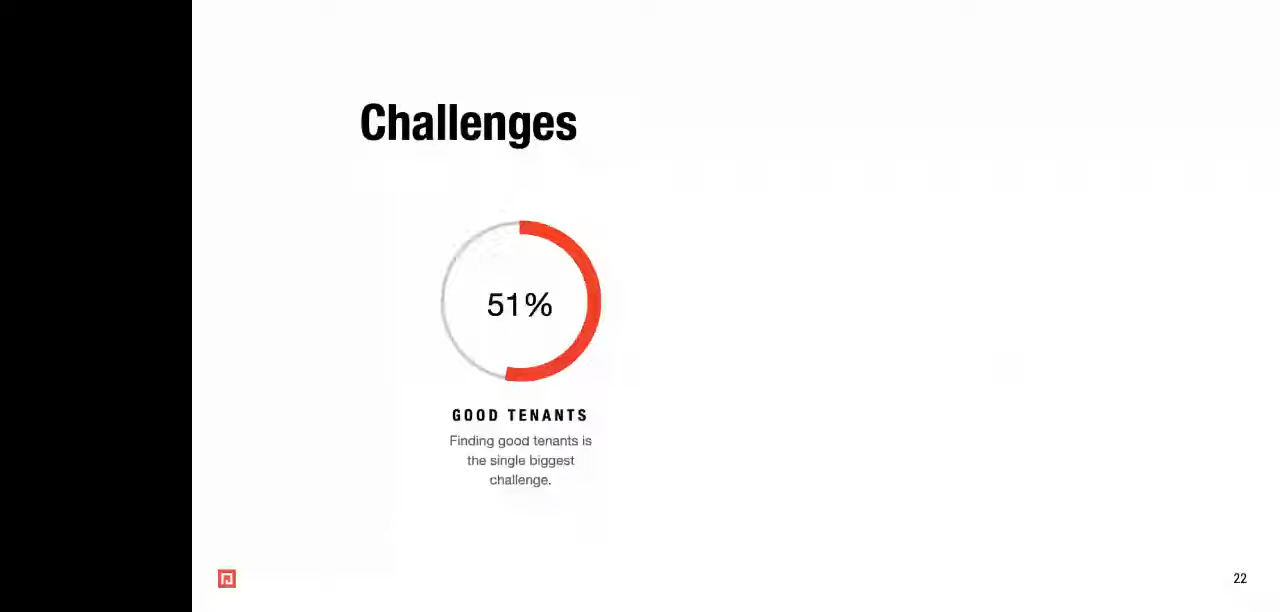 Challenges
51%
GOOD TENANTS
Finding good tenants is
the single biggest
challenge.
22